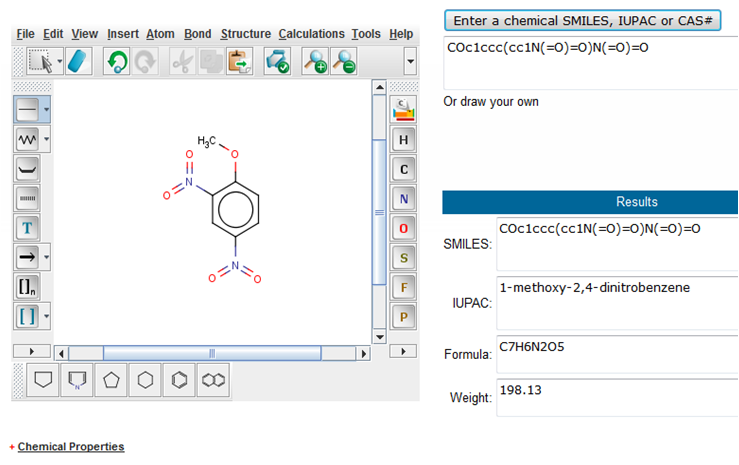 Enter a chemical SMILES, IUPAC or CAS#
File Edit View Insert Atom Bond Structure Calculations Tools Help
COc1ccc(cc1N(=O)=O)N(=O)=O
Or draw your own
H
C
N
O
S
F
P
T
[]n
[ ]
H3C
O
O
N
O
N
O
O
N
Results
SMILES:
COc1ccc(cc1N(=O)=O)N(=O)=O
IUPAC:
1-methoxy-2,4-dinitrobenzene
Formula:
C7H6N2O5
Weight:
198.13
+ Chemical Properties